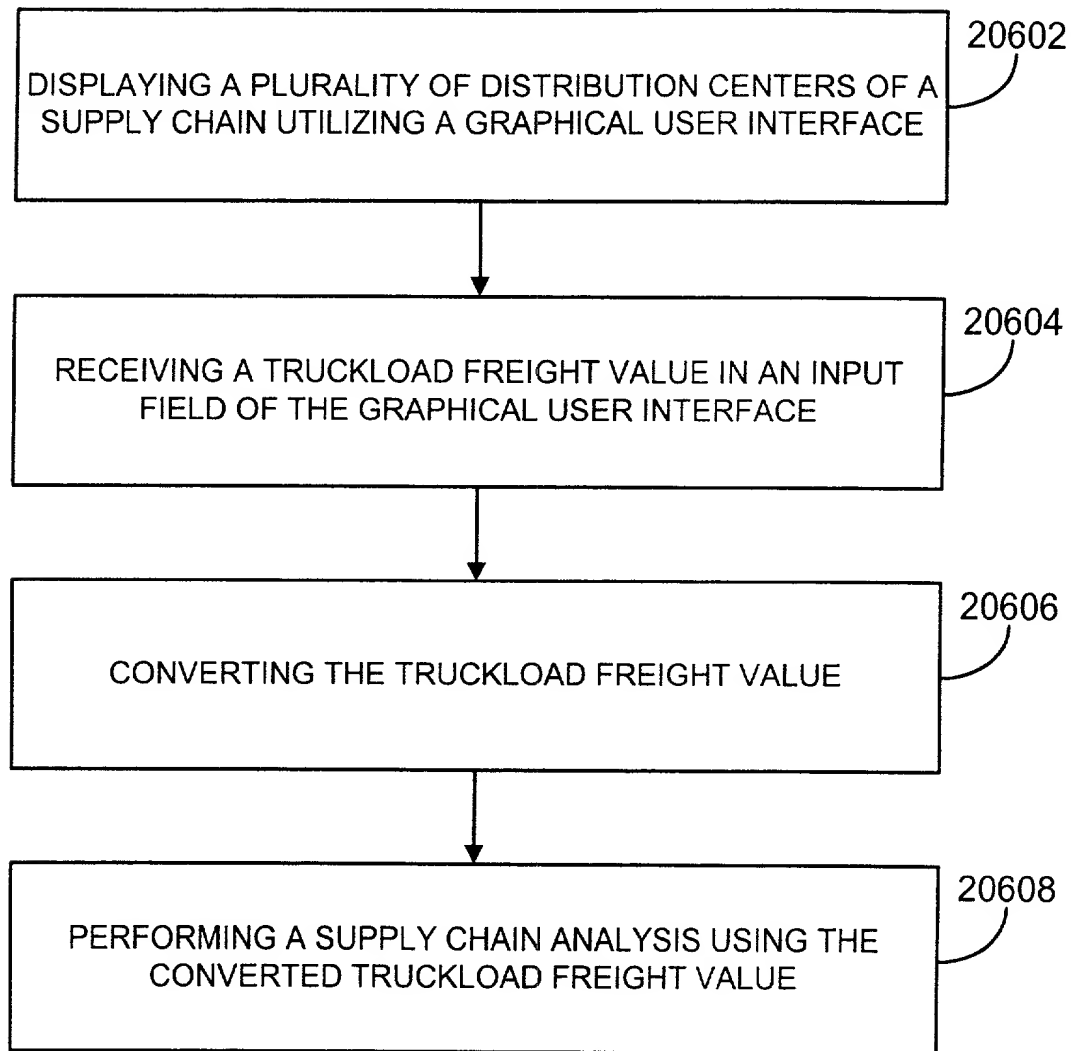 20602
DISPLAYING A PLURALITY OF DISTRIBUTION CENTERS OF A
SUPPLY CHAIN UTILIZING A GRAPHICAL USER INTERFACE
20604
RECEIVING A TRUCKLOAD FREIGHT VALUE IN AN INPUT
FIELD OF THE GRAPHICAL USER INTERFACE
20606
CONVERTING THE TRUCKLOAD FREIGHT VALUE
20608
PERFORMING A SUPPLY CHAIN ANALYSIS USING THE
CONVERTED TRUCKLOAD FREIGHT VALUE